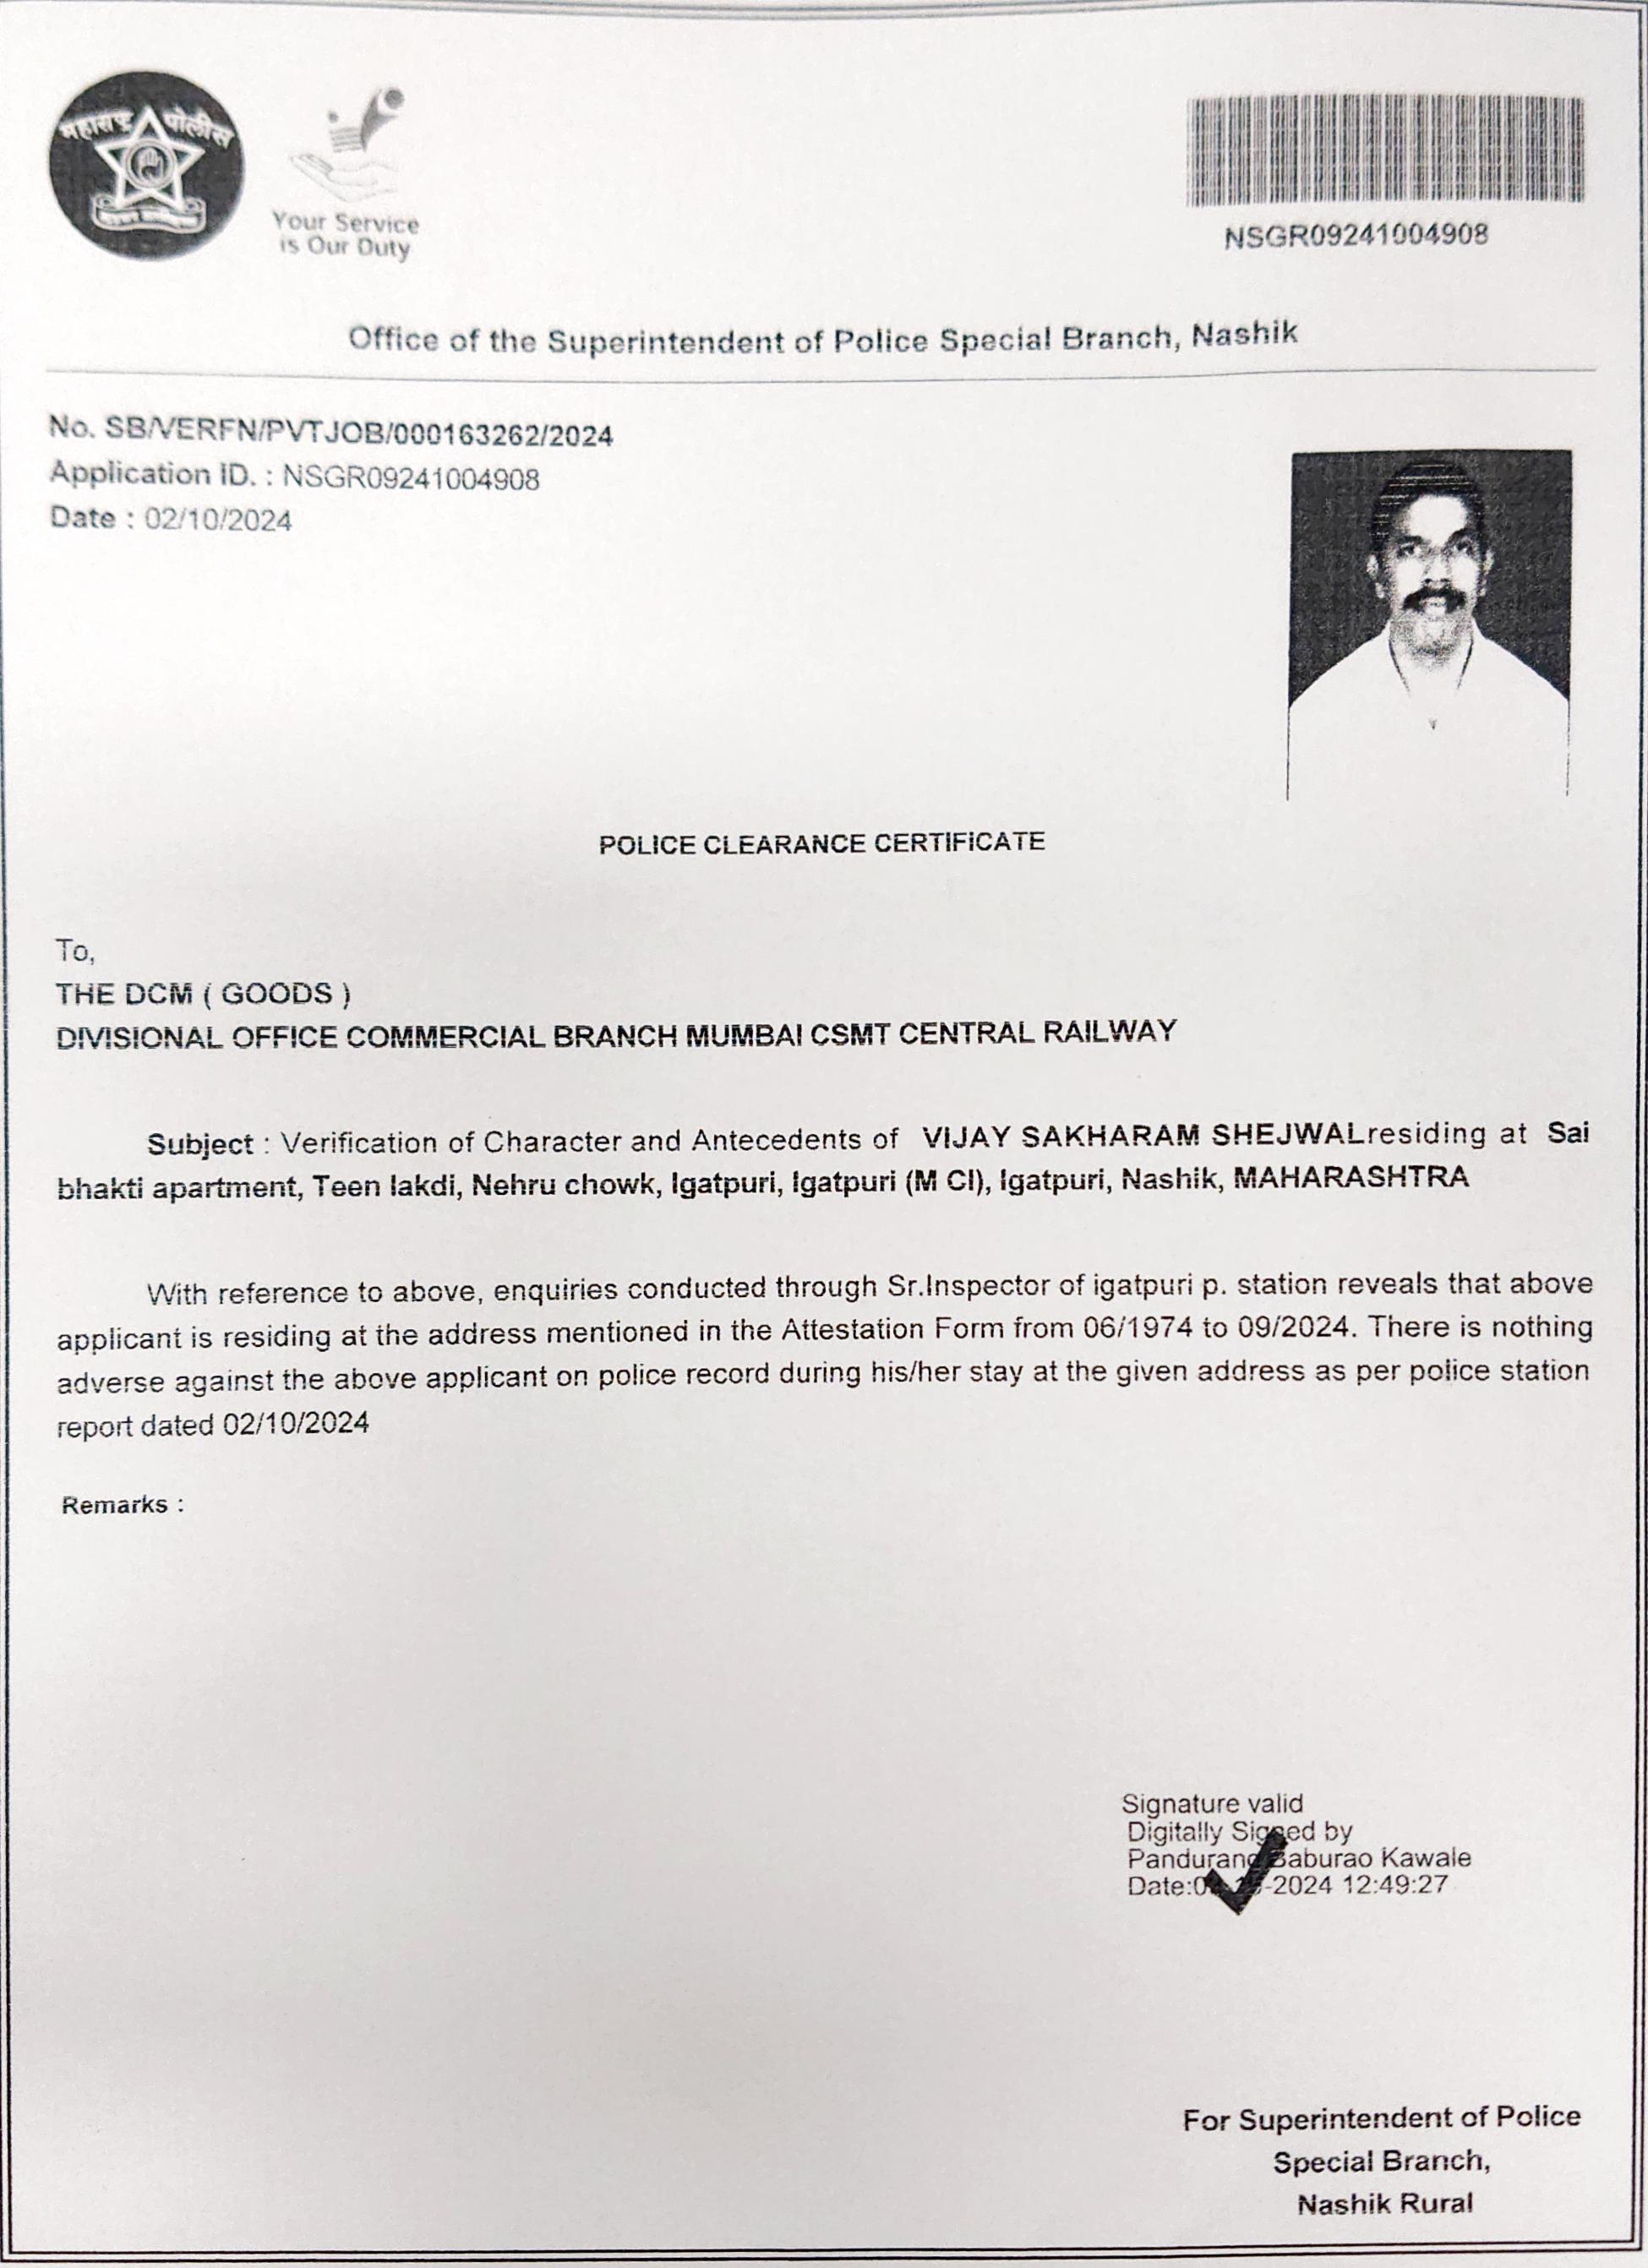 महाराष्ट्र पोलीस
Your Service
is Our Duty
NSGR09241004908
Office of the Superintendent of Police Special Branch, Nashik
No. SB/VERFN/PVTJOB/000163262/2024
Application ID. : NSGR09241004908
Date : 02/10/2024
POLICE CLEARANCE CERTIFICATE
To,
THE DCM ( GOODS )
DIVISIONAL OFFICE COMMERCIAL BRANCH MUMBAI CSMT CENTRAL RAILWAY
Subject : Verification of Character and Antecedents of VIJAY SAKHARAM SHEJWALresiding at Sai
bhakti apartment, Teen lakdi, Nehru chowk, Igatpuri, Igatpuri (M Cl), Igatpuri, Nashik, MAHARASHTRA
With reference to above, enquiries conducted through Sr.Inspector of igatpuri p. station reveals that above
applicant is residing at the address mentioned in the Attestation Form from 06/1974 to 09/2024. There is nothing
adverse against the above applicant on police record during his/her stay at the given address as per police station
report dated 02/10/2024
Remarks :
Signature valid
Digitally Signed by
Pandurang Baburao Kawale
-2024 12:49:27
For Superintendent of Police
Special Branch,
Nashik Rural